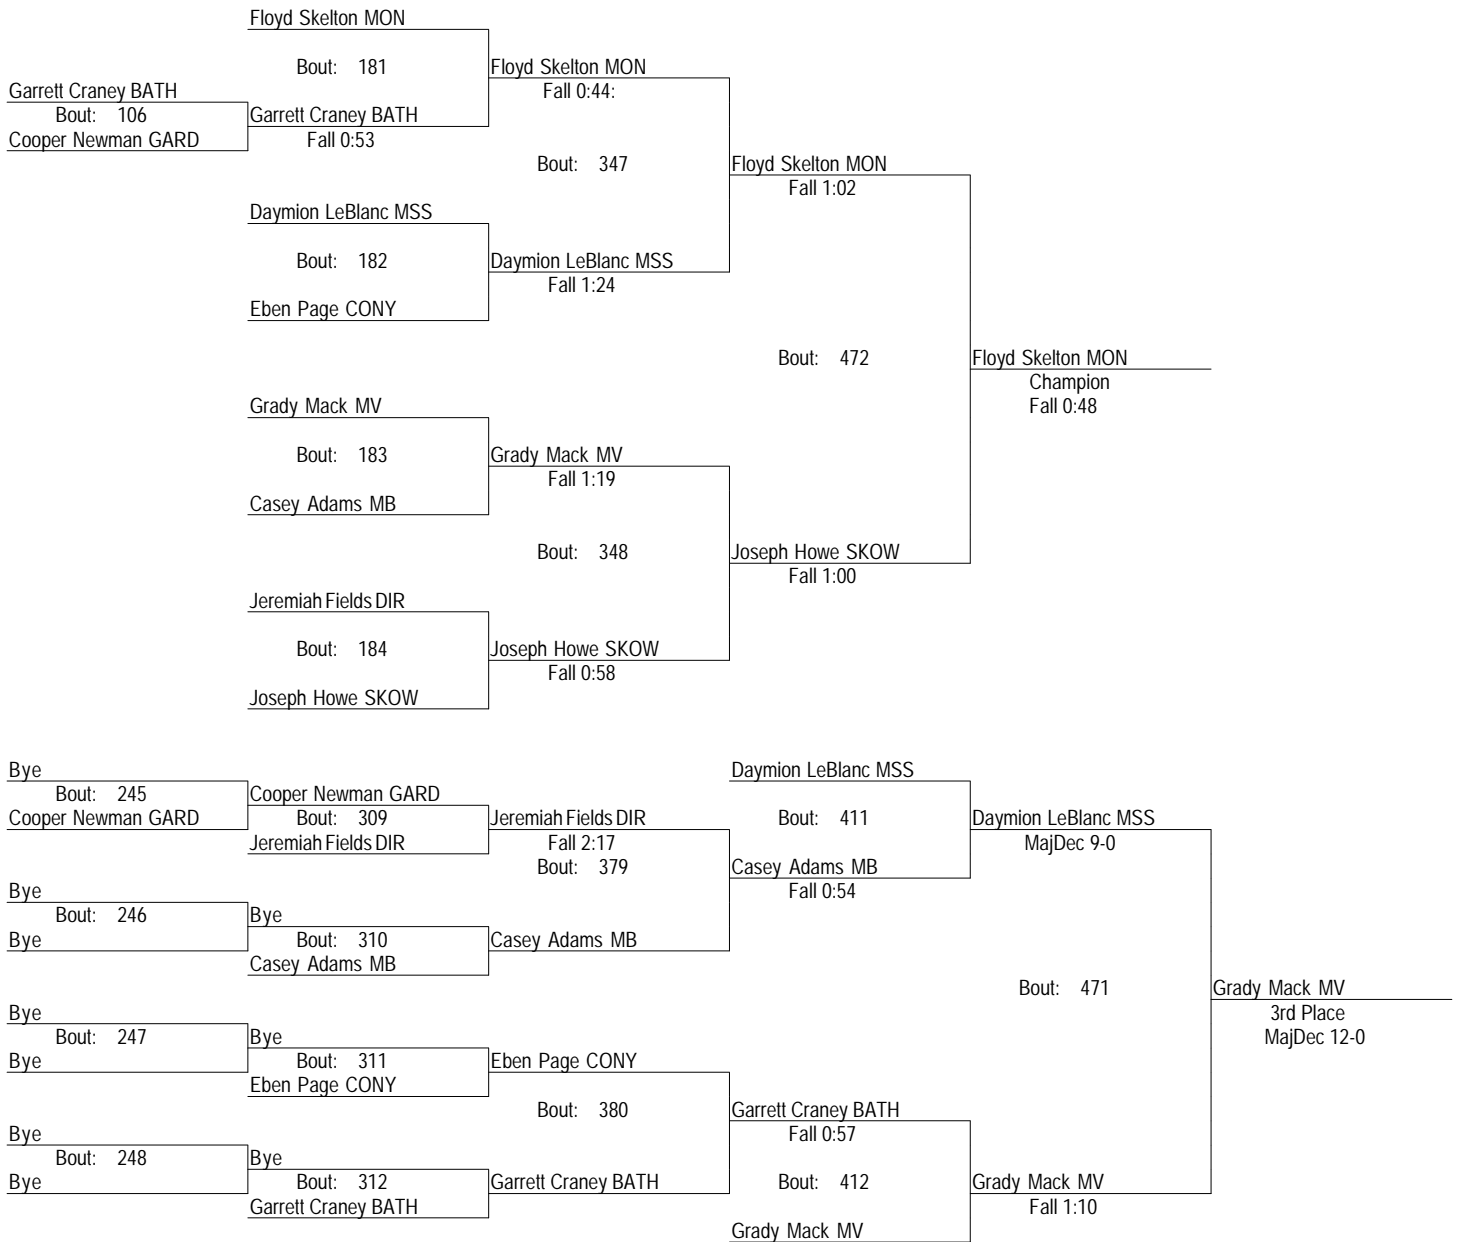 Floyd Skelton MON
Bout: 181
Floyd Skelton MON
Fall 0:44:
Garrett Craney BATH
Bout: 106
Garrett Craney BATH
Cooper Newman GARD
Fall 0:53
Bout: 347
Floyd Skelton MON
Fall 1:02
Daymion LeBlanc MSS
Bout: 182
Daymion LeBlanc MSS
Fall 1:24
Eben Page CONY
Bout: 472
Floyd Skelton MON
Champion
Fall 0:48
Grady Mack MV
Bout: 183
Grady Mack MV
Fall 1:19
Casey Adams MB
Bout: 348
Joseph Howe SKOW
Fall 1:00
Jeremiah Fields DIR
Bout: 184
Joseph Howe SKOW
Fall 0:58
Joseph Howe SKOW
Bye
Bout: 245
Cooper Newman GARD
Cooper Newman GARD
Bout: 309
Jeremiah Fields DIR
Jeremiah Fields DIR
Fall 2:17
Bout: 379
Daymion LeBlanc MSS
Bout: 411
Daymion LeBlanc MSS
MajDec 9-0
Casey Adams MB
Fall 0:54
Bye
Bout: 246
Bye
Bye
Bout: 310
Casey Adams MB
Casey Adams MB
Bout: 471
Grady Mack MV
3rd Place
MajDec 12-0
Bye
Bout: 247
Bye
Bye
Bout: 311
Eben Page CONY
Eben Page CONY
Bout: 380
Garrett Craney BATH
Fall 0:57
Bye
Bout: 248
Bye
Bye
Bout: 312
Garrett Craney BATH
Garrett Craney BATH
Bout: 412
Grady Mack MV
Fall 1:10
Grady Mack MV